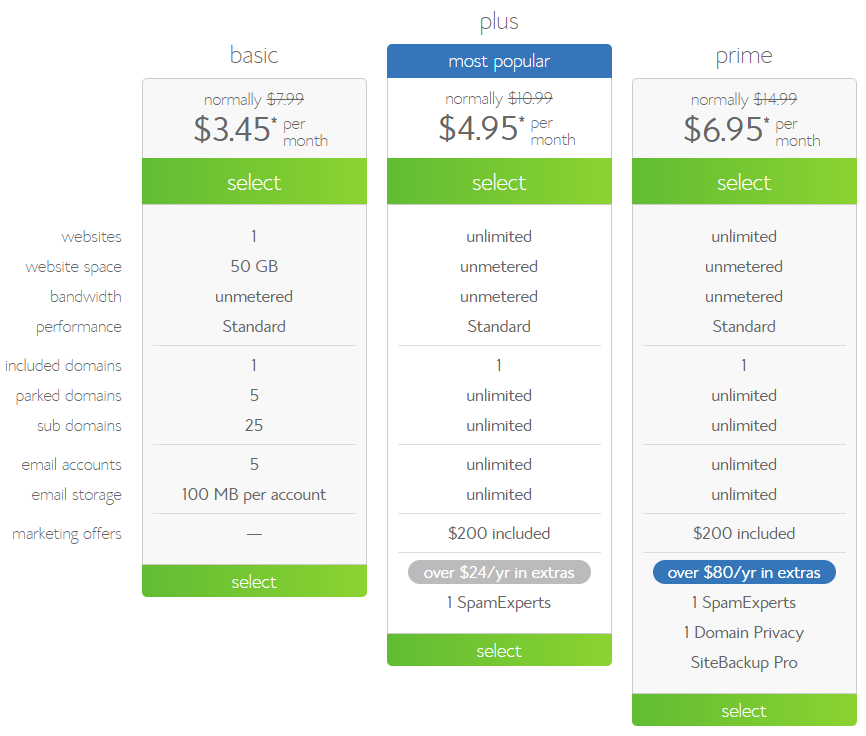 plus
basic
most popular
prime
normally $7.99
$3.45* per month
normally $10.99
$4.95* per month
normally $14.99
$6.95* per month
select select select
websites 1 unlimited unlimited
website space 50 GB unmetered unmetered
bandwidth unmetered unmetered unmetered
performance Standard Standard Standard
included domains 1 1 1
parked domains 5 unlimited unlimited
sub domains 25 unlimited unlimited
email accounts 5 unlimited unlimited
email storage 100 MB per account unlimited unlimited
marketing offers — $200 included $200 included
select over $24/yr in extras over $80/yr in extras
1 SpamExperts 1 SpamExperts
1 Domain Privacy
select
SiteBackup Pro
select